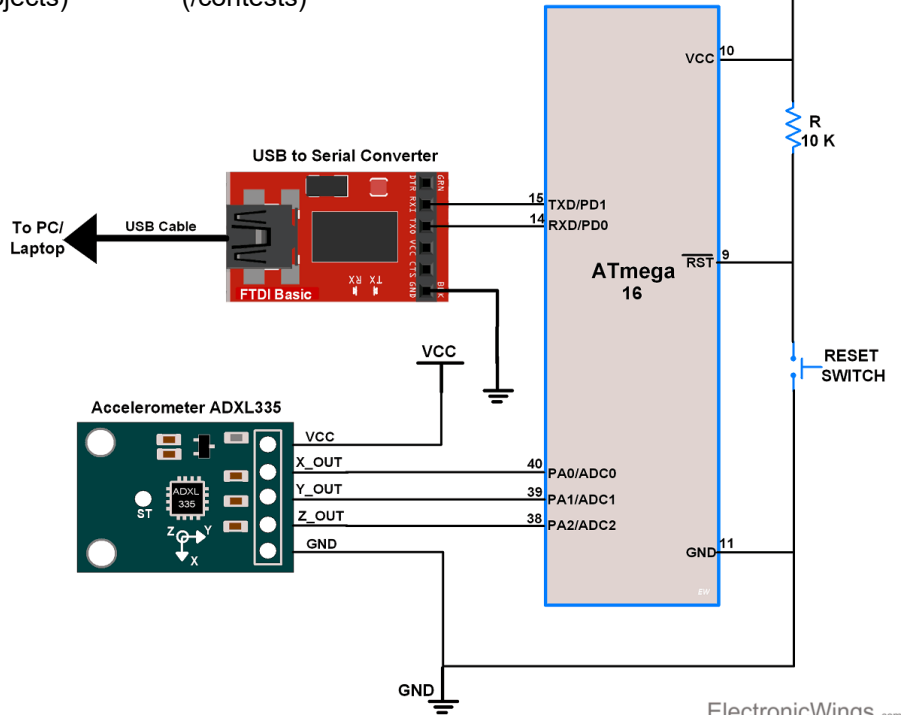 ojects)
(/contests)
VCC
10
R
10 K
USB to Serial Converter
DTR
RXI
TXO
VCC
CTS
GND
GRN
BLK
To PC/
Laptop
USB Cable
15
TXD/PD1
14
RXD/PD0
RX
TX
FTDI Basic
ATmega
16
RST
9
VCC
RESET
SWITCH
Accelerometer ADXL335
VCC
X_OUT
40
PA0/ADC0
ADXL
335
Y_OUT
39
PA1/ADC1
ST
Z_OUT
38
PA2/ADC2
Z
Y
X
GND
GND
11
EW
GND
ElectronicWings